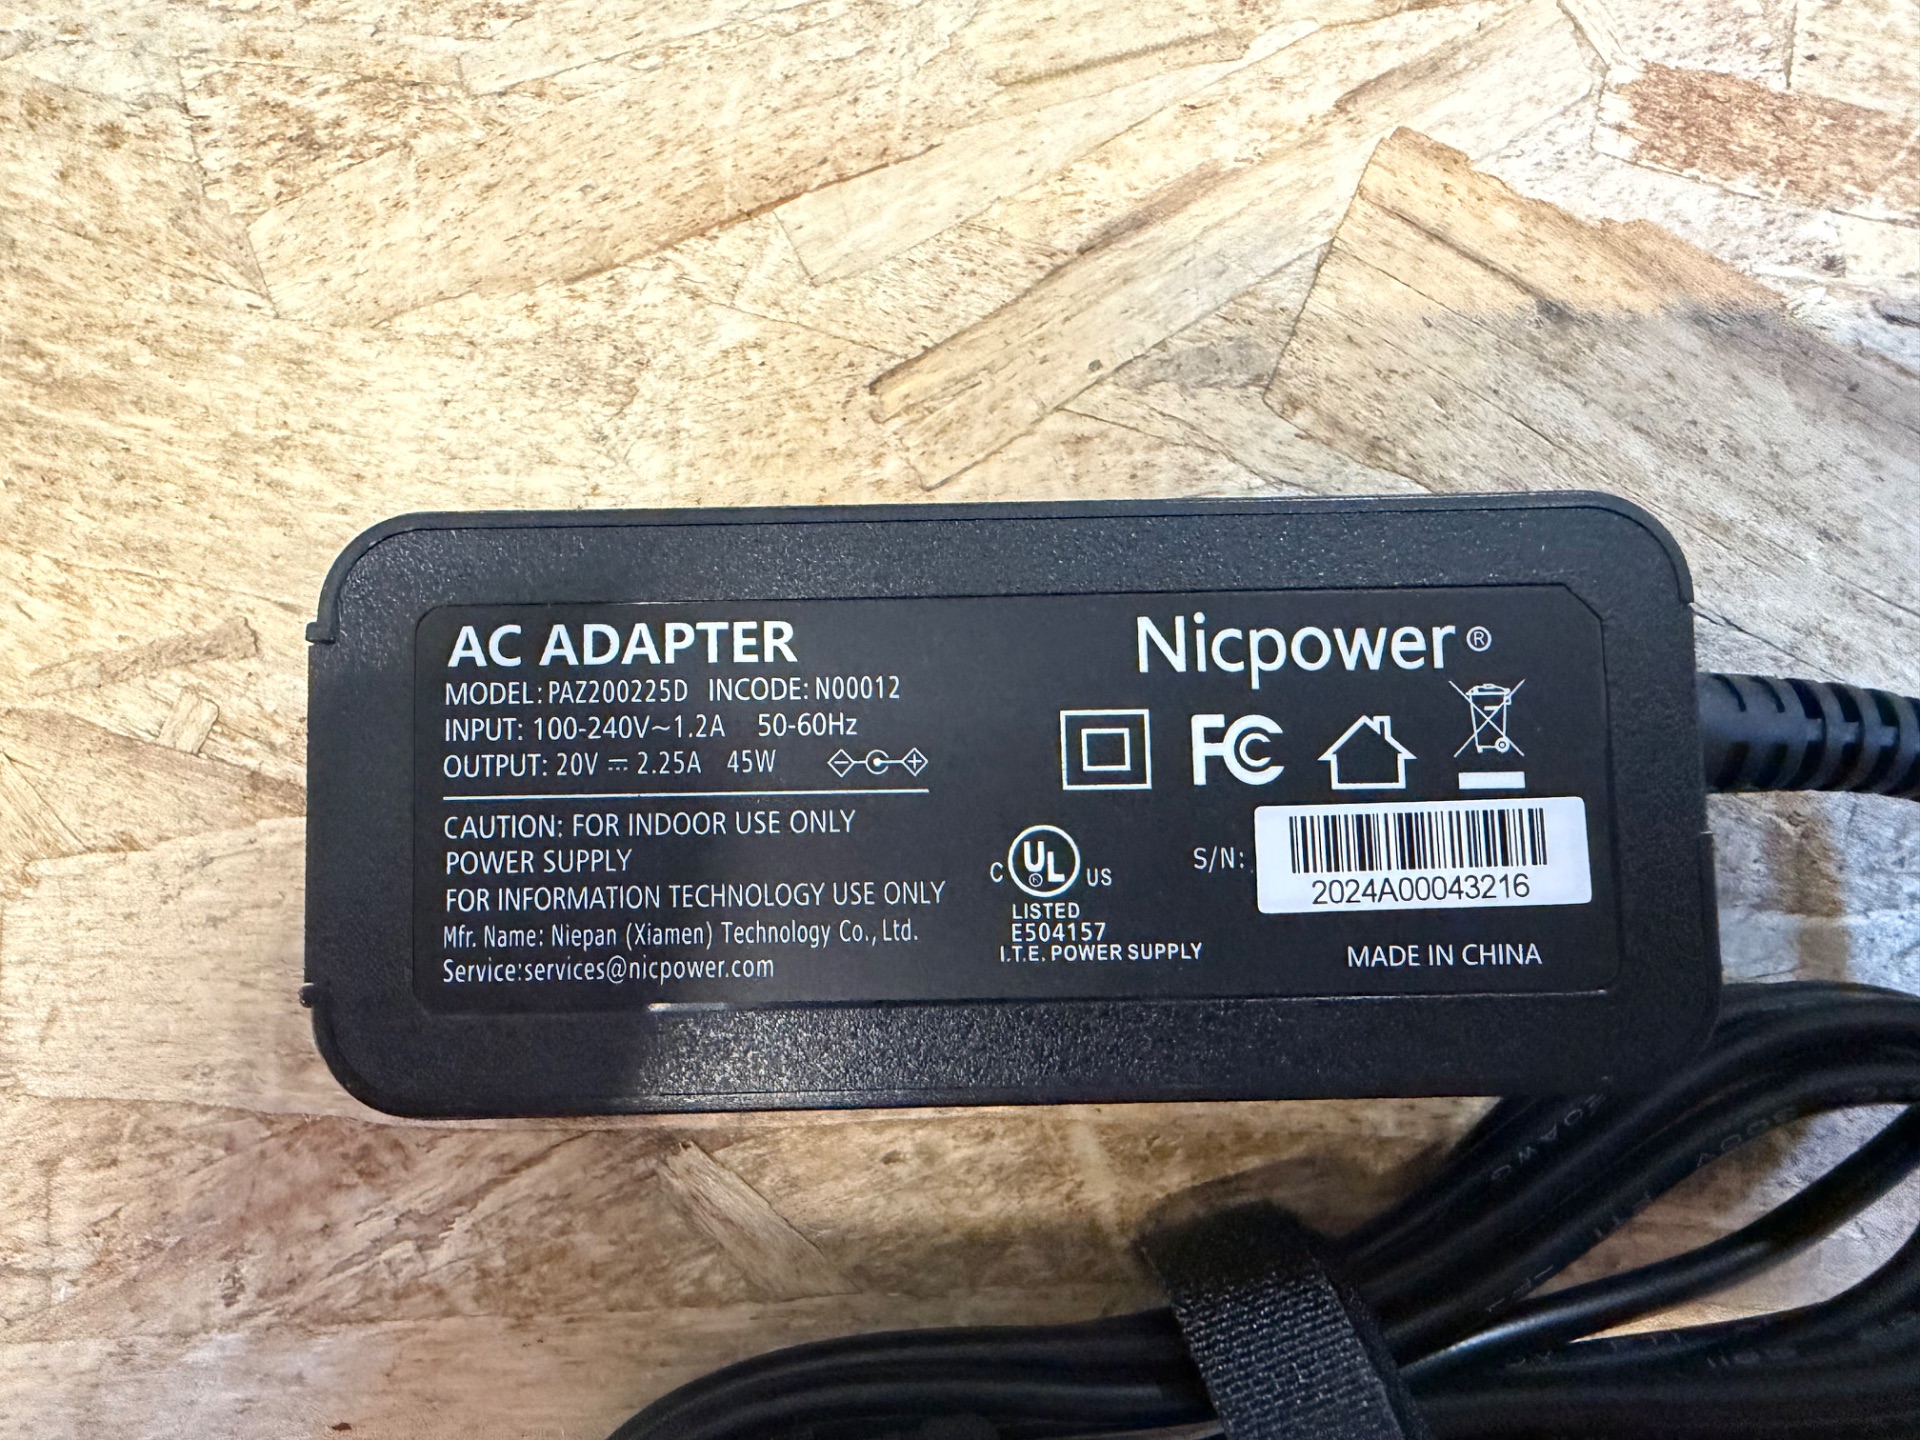 AC ADAPTER
MODEL: PAZ200225D INCODE: N00012
INPUT: 100-240V~1.2A 50-60Hz
OUTPUT: 20V ⎓ 2.25A 45W
CAUTION: FOR INDOOR USE ONLY
POWER SUPPLY
FOR INFORMATION TECHNOLOGY USE ONLY
Mfr. Name: Niepan (Xiamen) Technology Co., Ltd.
Service:services@nicpower.com
Nicpower®
FC
C UL US
LISTED
E504157
I.T.E. POWER SUPPLY
S/N:
2024A00043216
MADE IN CHINA
300V